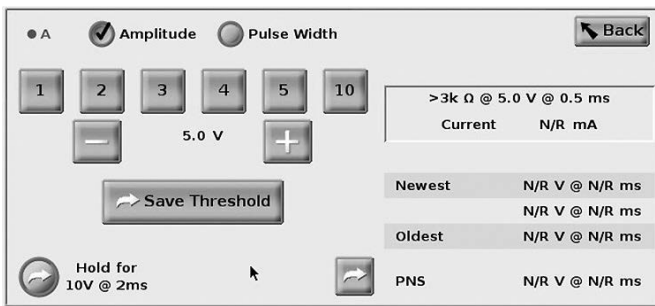 A Amplitude Pulse Width Back
1 2 3 4 5 10
− 5.0 V +
>3k Ω @ 5.0 V @ 0.5 ms
Current N/R mA
Save Threshold
Newest N/R V @ N/R ms
N/R V @ N/R ms
Oldest N/R V @ N/R ms
Hold for
10V @ 2ms
PNS N/R V @ N/R ms